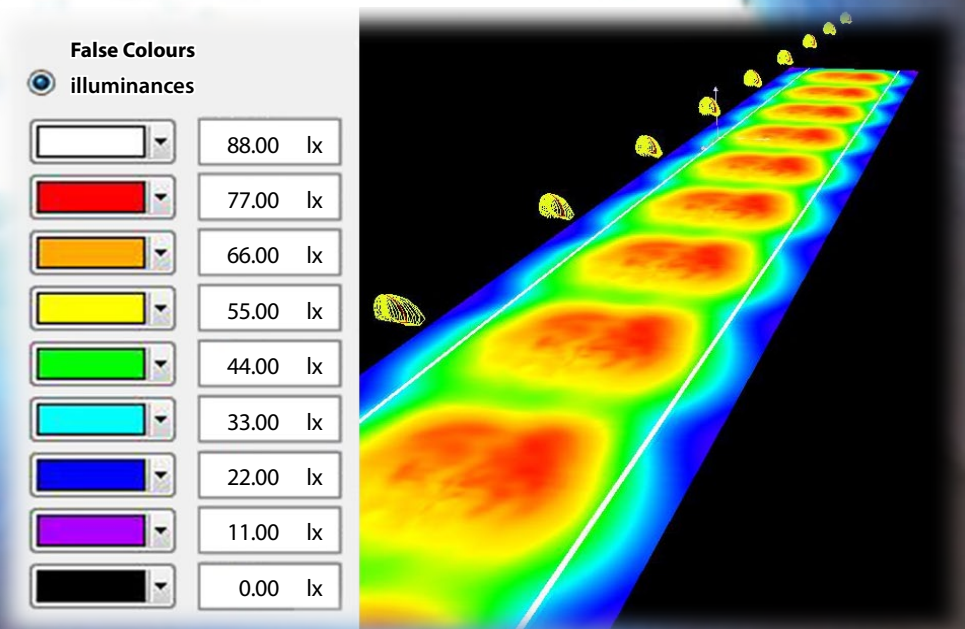 False Colours
illuminances
88.00 lx
77.00 lx
66.00 lx
55.00 lx
44.00 lx
33.00 lx
22.00 lx
11.00 lx
0.00 lx